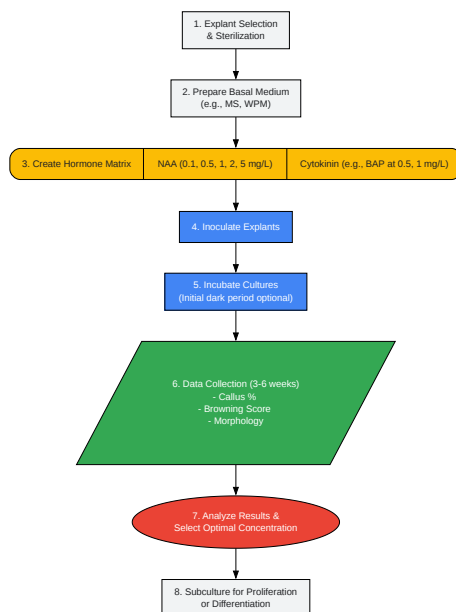 1. Explant Selection
& Sterilization
2. Prepare Basal Medium
(e.g., MS, WPM)
3. Create Hormone Matrix
NAA (0.1, 0.5, 1, 2, 5 mg/L)
Cytokinin (e.g., BAP at 0.5, 1 mg/L)
4. Inoculate Explants
5. Incubate Cultures
(Initial dark period optional)
6. Data Collection (3-6 weeks)
- Callus %
- Browning Score
- Morphology
7. Analyze Results &
Select Optimal Concentration
8. Subculture for Proliferation
or Differentiation